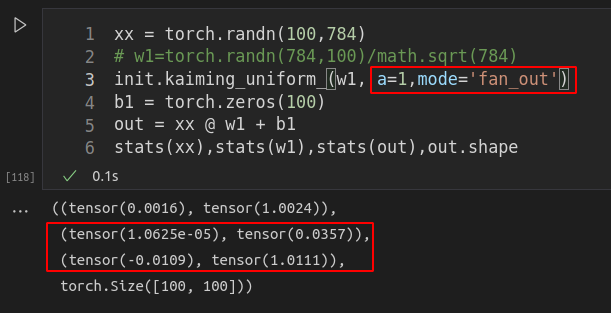 1 xx = torch.randn(100,784)
2 # w1=torch.randn(784,100)/math.sqrt(784)
3 init.kaiming_uniform_(w1, a=1,mode='fan_out')
4 b1 = torch.zeros(100)
5 out = xx @ w1 + b1
6 stats(xx),stats(w1),stats(out),out.shape
[118] ✓ 0.1s
... ((tensor(0.0016), tensor(1.0024)),
(tensor(1.0625e-05), tensor(0.0357)),
(tensor(-0.0109), tensor(1.0111)),
torch.Size([100, 100]))